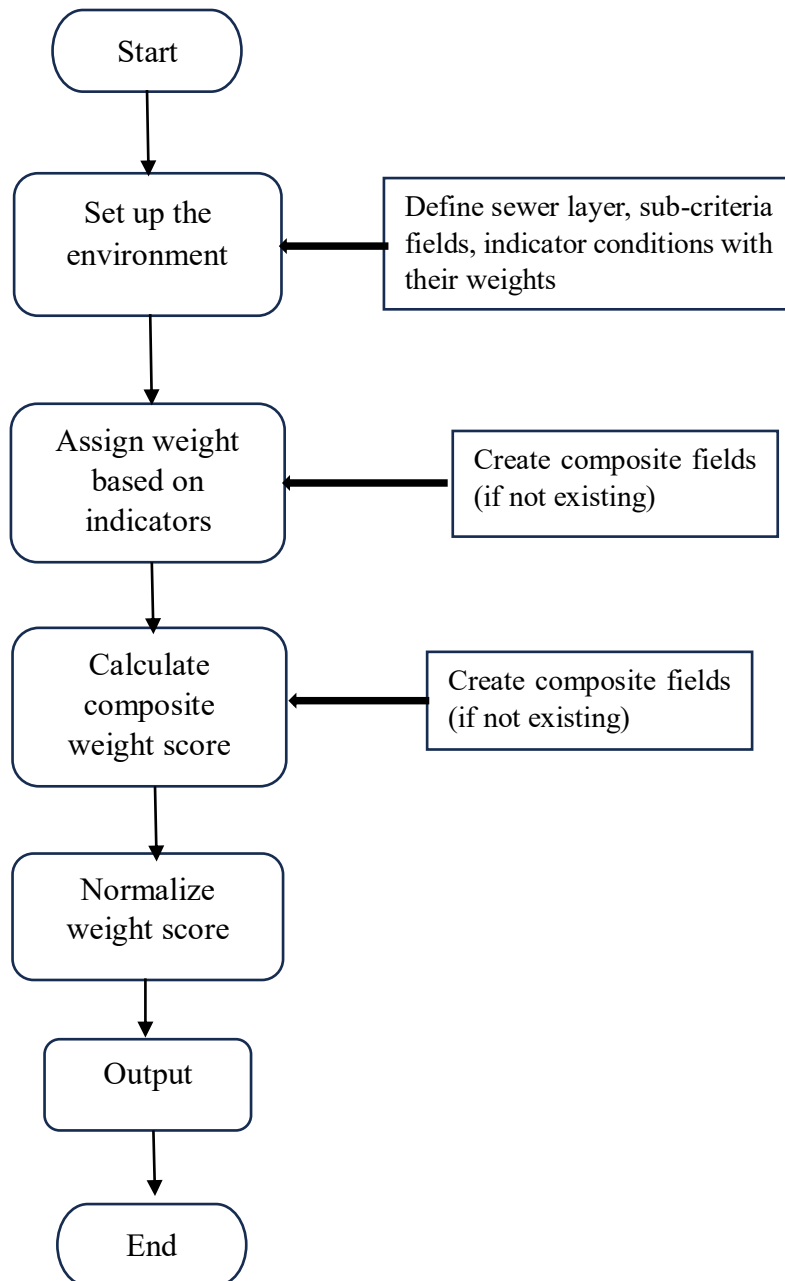 Start
Set up the
environment
Define sewer layer, sub-criteria
fields, indicator conditions with
their weights
Assign weight
based on
indicators
Create composite fields
(if not existing)
Calculate
composite
weight score
Create composite fields
(if not existing)
Normalize
weight score
Output
End